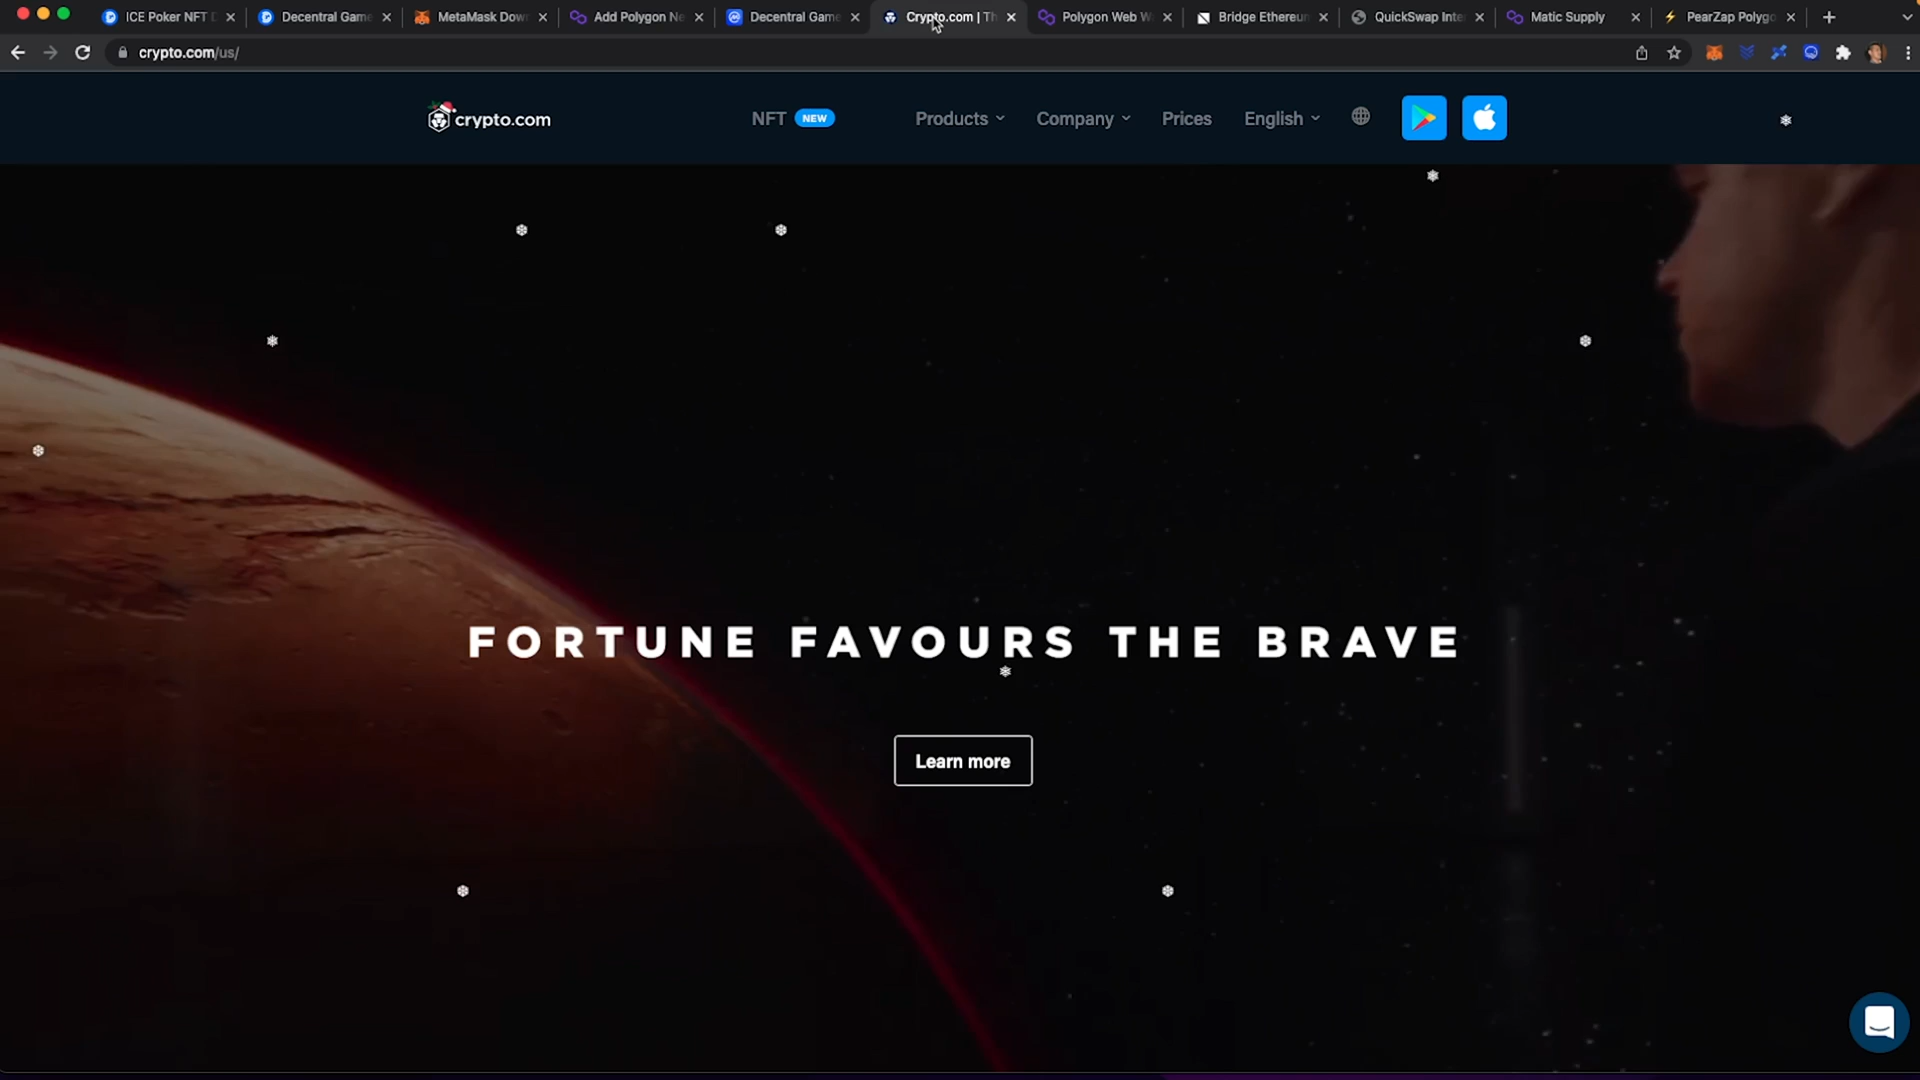 ICE Poker NFT D
Decentral Game
MetaMask Dow
Add Polygon Ne
Decentral Game
Crypto.com | Th
Polygon Web W
Bridge Ethereum
QuickSwap Inte
Matic Supply
PearZap Polygo
crypto.com/us/
crypto.com
NFT NEW
Products
Company
Prices
English
FORTUNE FAVOURS THE BRAVE
Learn more